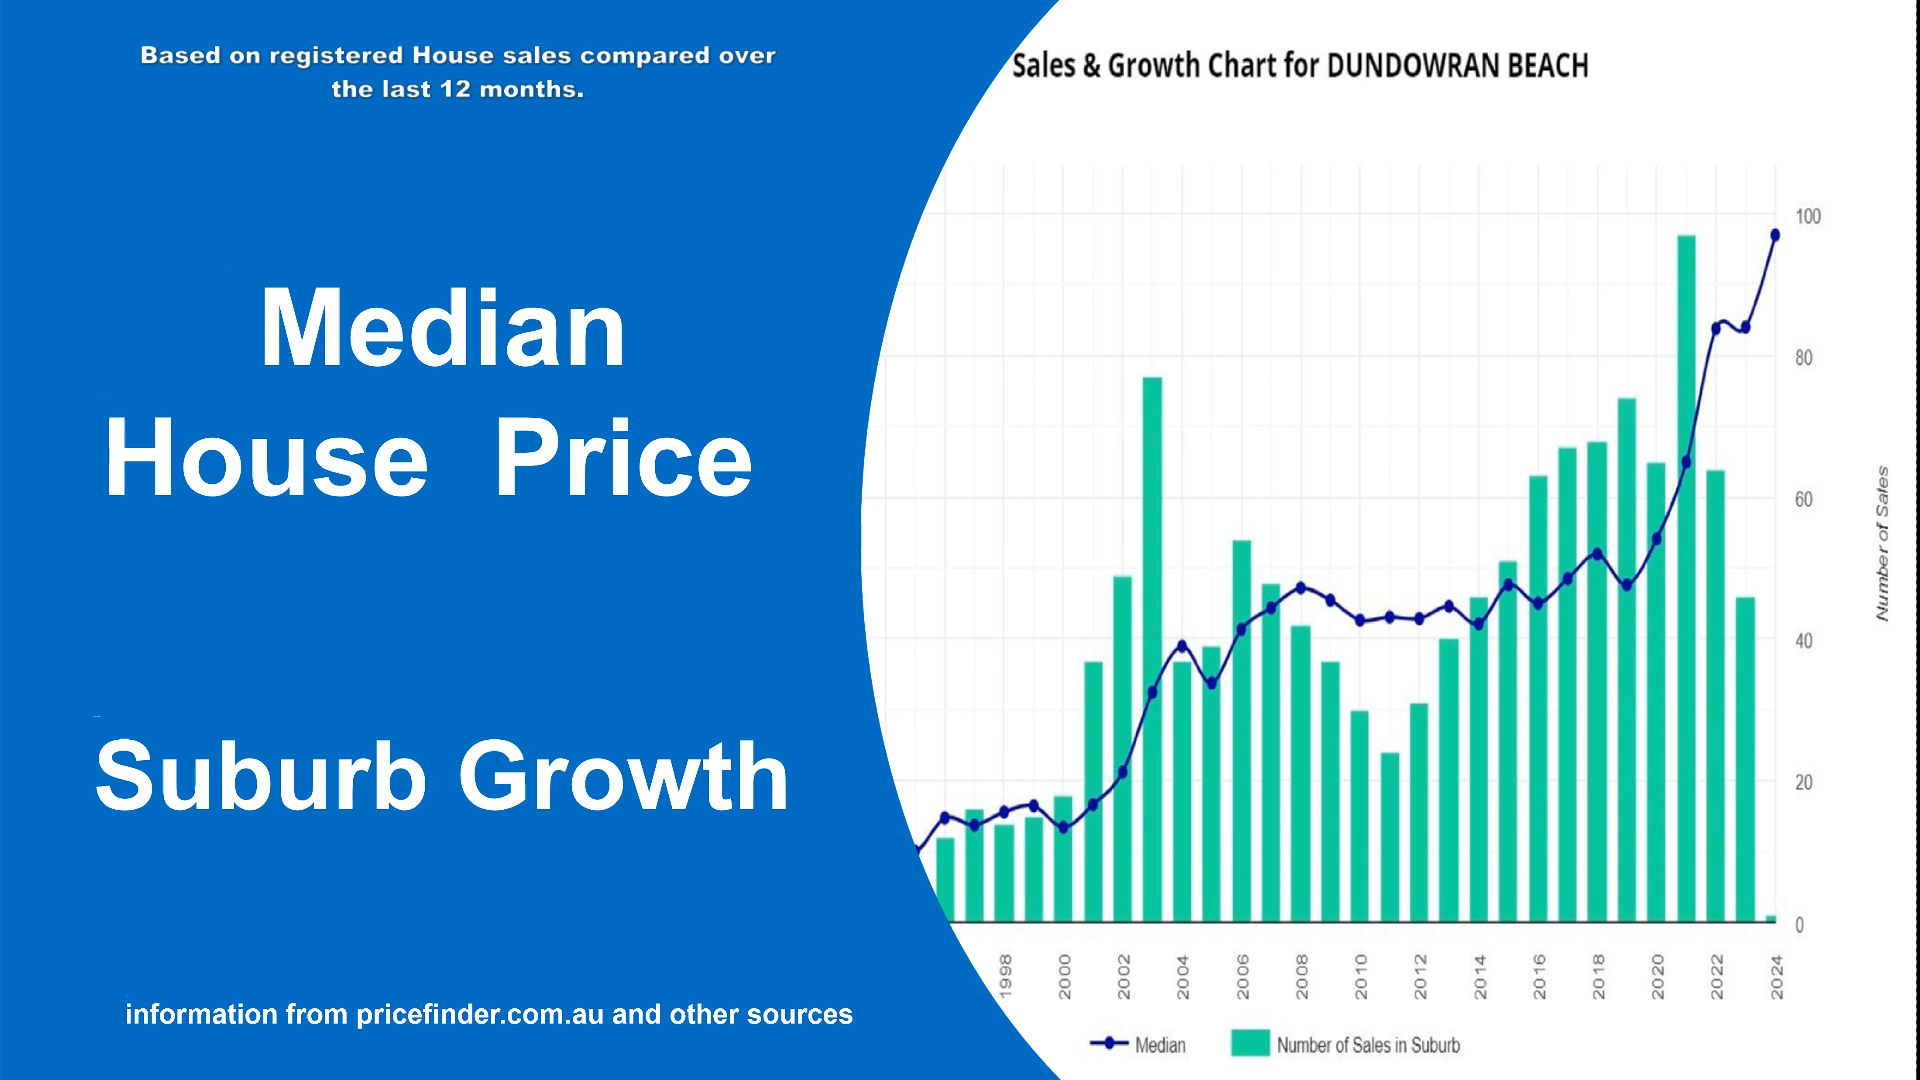 Based on registered House sales compared over
the last 12 months.
Median
House Price
Suburb Growth
information from pricefinder.com.au and other sources
Sales & Growth Chart for DUNDOWRAN BEACH
100
80
60
40
20
0
Number of Sales
1998
2000
2002
2004
2006
2008
2010
2012
2014
2016
2018
2020
2022
2024
Median
Number of Sales in Suburb